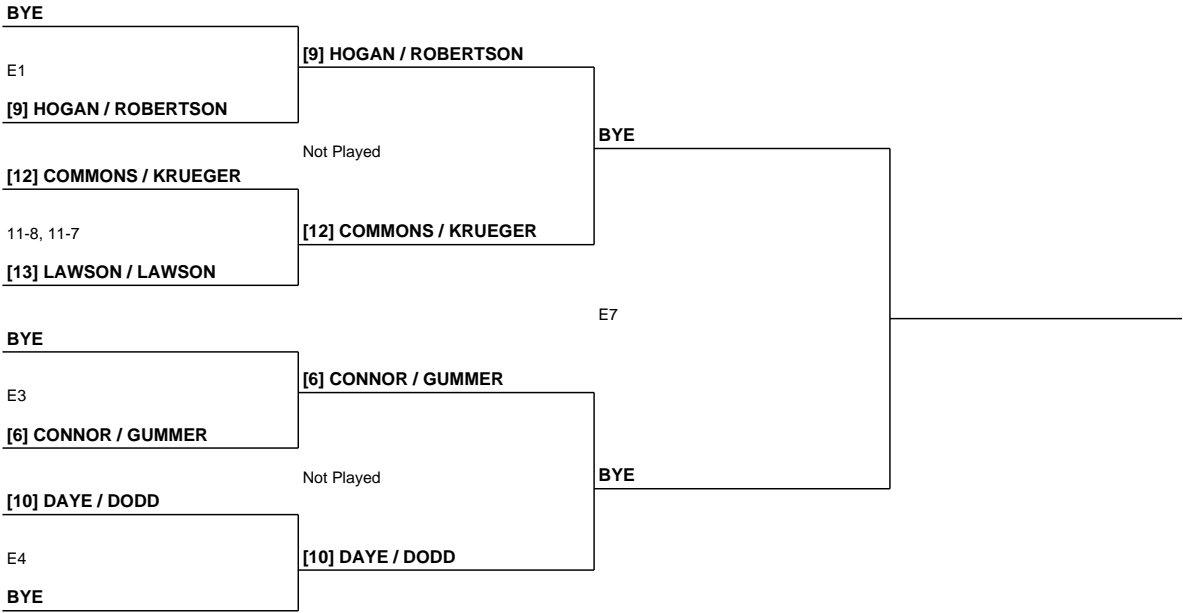 BYE
E1
[9] HOGAN / ROBERTSON
[9] HOGAN / ROBERTSON
Not Played
[12] COMMONS / KRUEGER
11-8, 11-7
[13] LAWSON / LAWSON
[12] COMMONS / KRUEGER
BYE
E7
BYE
E3
[6] CONNOR / GUMMER
[6] CONNOR / GUMMER
Not Played
[10] DAYE / DODD
E4
BYE
[10] DAYE / DODD
BYE